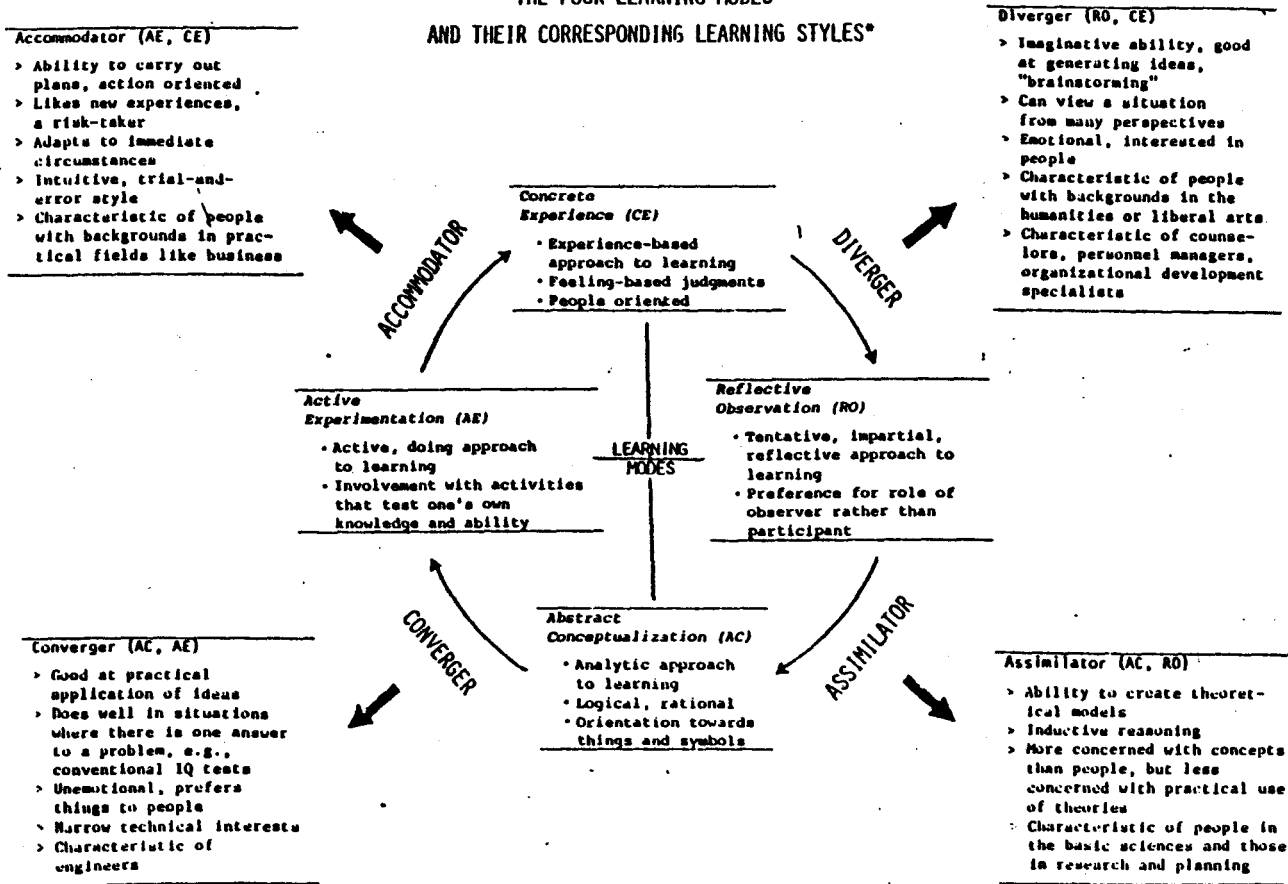 THE FOUR LEARNING MODES
AND THEIR CORRESPONDING LEARNING STYLES*
Accommodator (AE, CE)
> Ability to carry out
plans, action oriented
> Likes new experiences,
a risk-taker
> Adapts to immediate
circumstances
> Intuitive, trial-and-
error style
> Characteristic of people
with backgrounds in prac-
tical fields like business
Diverger (RO, CE)
> Imaginative ability, good
at generating ideas,
"brainstorming"
> Can view a situation
from many perspectives
> Emotional, interested in
people
> Characteristic of people
with backgrounds in the
humanities or liberal arts
> Characteristic of counse-
lors, personnel managers,
organizational development
specialists
ACCOMMODATOR
Concrete
Experience (CE)
• Experience-based
approach to learning
• Feeling-based judgments
• People oriented
DIVERGER
Active
Experimentation (AE)
• Active, doing approach
to learning
• Involvement with activities
that test one's own
knowledge and ability
LEARNING
MODES
Reflective
Observation (RO)
• Tentative, impartial,
reflective approach to
learning
• Preference for role of
observer rather than
participant
CONVERGER
Abstract
Conceptualization (AC)
• Analytic approach
to learning
• Logical, rational
• Orientation towards
things and symbols
ASSIMILATOR
Converger (AC, AE)
> Good at practical
application of ideas
> Does well in situations
where there is one answer
to a problem, e.g.,
conventional IQ tests
> Unemotional, prefers
things to people
> Narrow technical interests
> Characteristic of
engineers
Assimilator (AC, RO)
> Ability to create theoret-
ical models
> Inductive reasoning
> More concerned with concepts
than people, but less
concerned with practical use
of theories
> Characteristic of people in
the basic sciences and those
in research and planning